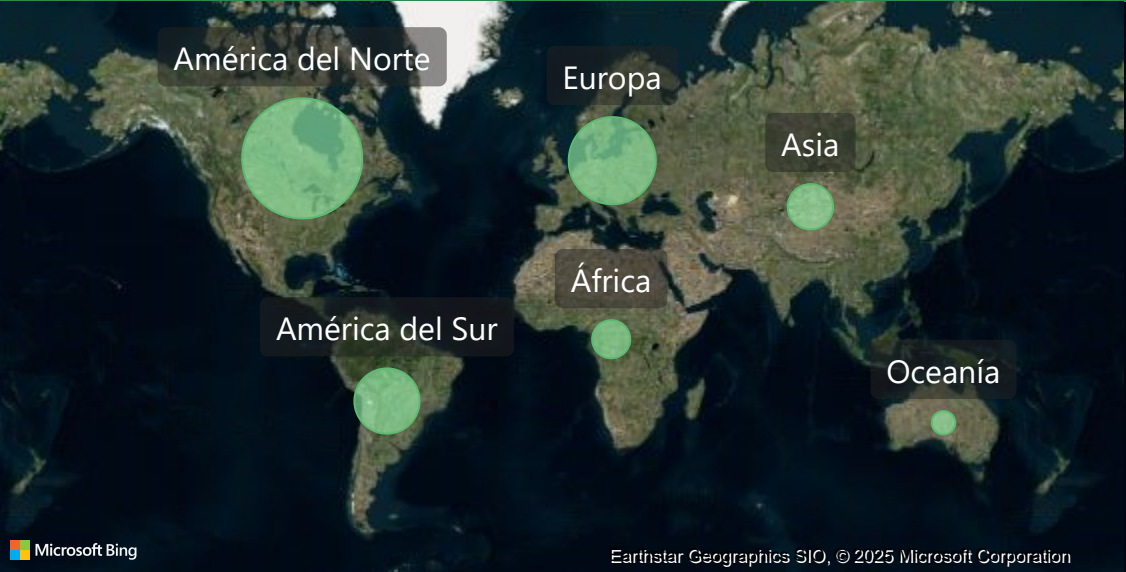 América del Norte
Europa
Asia
África
América del Sur
Oceanía
Microsoft Bing
Earthstar Geographics SIO, © 2025 Microsoft Corporation